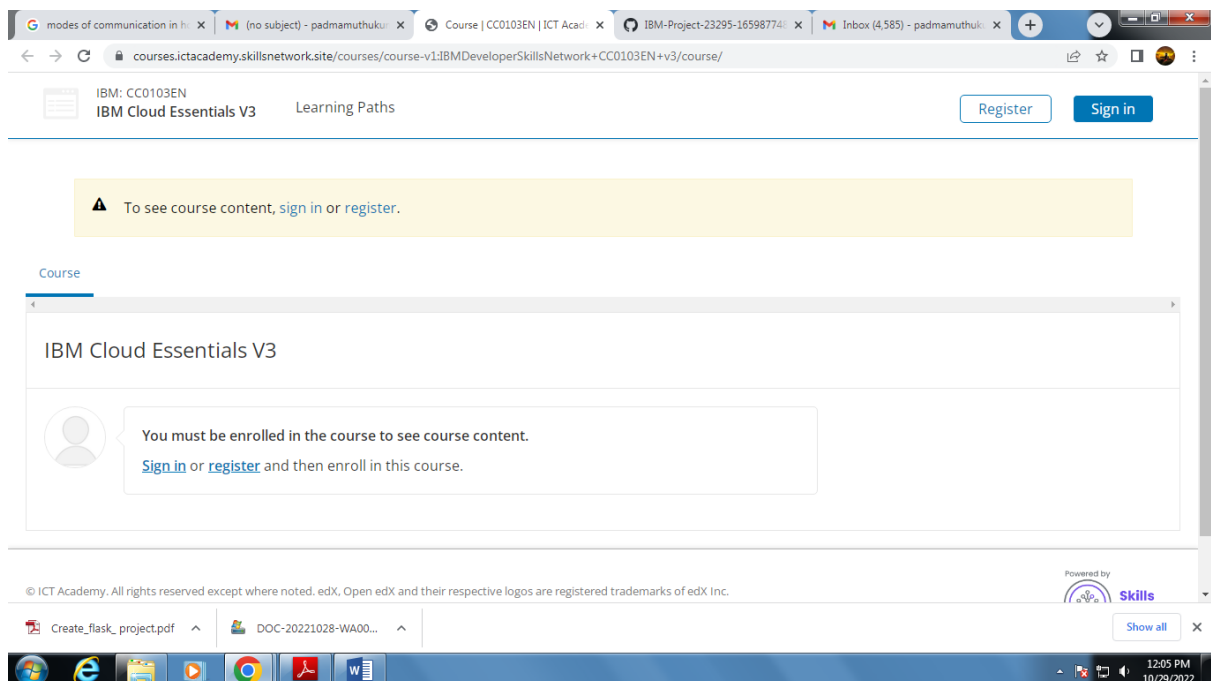 modes of communication in h
(no subject) - padmamuthukur
Course | CC0103EN | ICT Acad
IBM-Project-23295-165987748
Inbox (4,585) - padmamuthuk
courses.ictacademy.skillsnetwork.site/courses/course-v1:IBMDeveloperSkillsNetwork+CC0103EN+v3/course/
IBM: CC0103EN
IBM Cloud Essentials V3
Learning Paths
Register
Sign in
To see course content, sign in or register.
Course
IBM Cloud Essentials V3
You must be enrolled in the course to see course content.
Sign in or register and then enroll in this course.
© ICT Academy. All rights reserved except where noted. edX, Open edX and their respective logos are registered trademarks of edX Inc.
Powered by
Skills
Create_flask_ project.pdf
DOC-20221028-WA00...
Show all
12:05 PM
10/29/2022